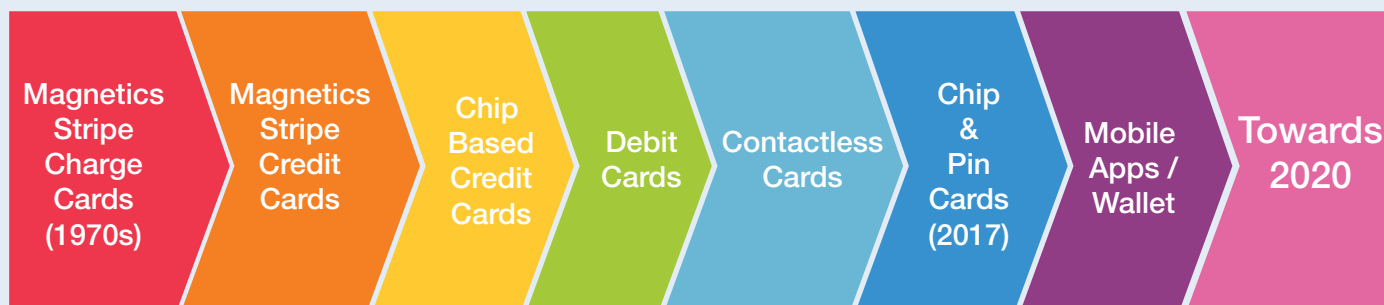 Magnetics
Stripe
Charge
Cards
(1970s)
Magnetics
Stripe
Credit
Cards
Chip
Based
Credit
Cards
Debit
Cards
Contactless
Cards
Chip
&
Pin
Cards
(2017)
Mobile
Apps /
Wallet
Towards
2020